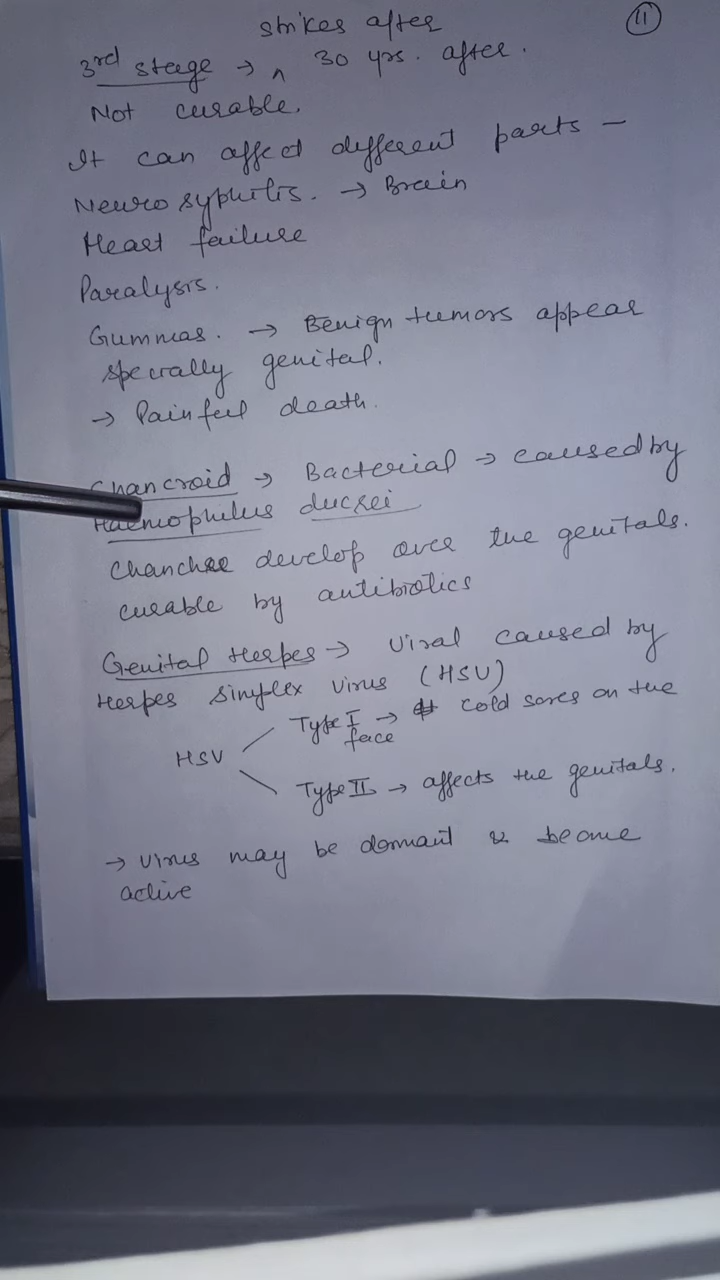 11
strikes after
3rd stage → ^ 30 yrs. after.
Not curable.
It can affect different parts –
Neuro syphilis. → Brain
Heart failure
Paralysis.
Gummas. → Benign tumors appear
specially genital.
→ Painful death.
Chancroid → Bacterial → caused by
Haemophilus ducrei
chanchre develop over the genitals.
curable by antibiotics
Genital Herpes → Viral caused by
Herpes simplex virus (HSV)
Type I → cold sores on the
face
HSV
Type II → affects the genitals.
→ Virus may be dormant & become
active